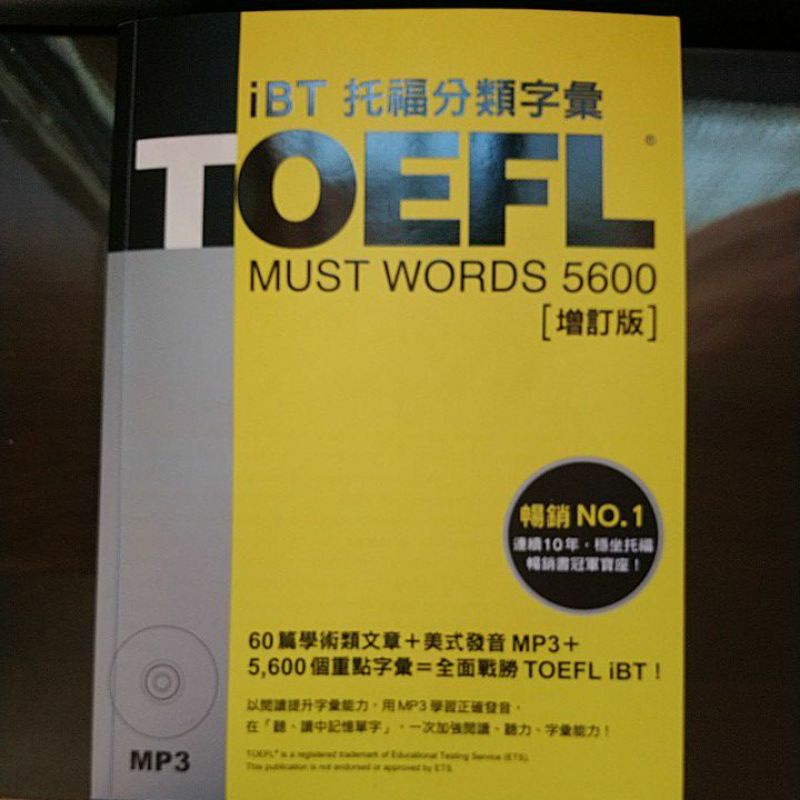 iBT 托福分類字彙
TOEFL®
MUST WORDS 5600
[增訂版]
暢銷 NO.1
連續10年，穩坐托福
暢銷書冠軍寶座！
60篇學術類文章＋美式發音 MP3＋
5,600個重點字彙＝全面戰勝 TOEFL iBT！
以閱讀提升字彙能力，用MP3學習正確發音，
在「聽、讀中記憶單字」，一次加強閱讀、聽力、字彙能力！
TOEFL® is a registered trademark of Educational Testing Service (ETS).
This publication is not endorsed or approved by ETS.
MP3